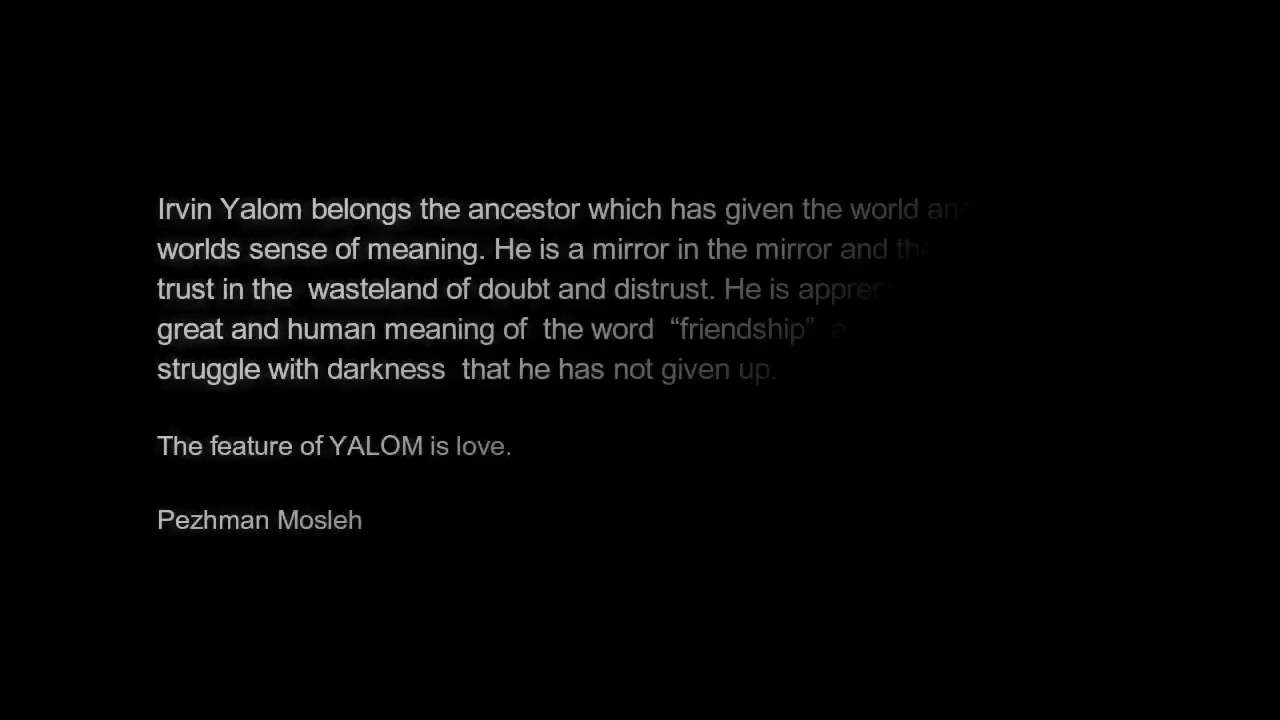 Irvin Yalom belongs the ancestor which has given the world and
worlds sense of meaning. He is a mirror in the mirror and
trust in the  wasteland of doubt and distrust. He is
great and human meaning of  the word  “friendship”
struggle with darkness  that he has not given up.
The feature of YALOM is love.
Pezhman Mosleh